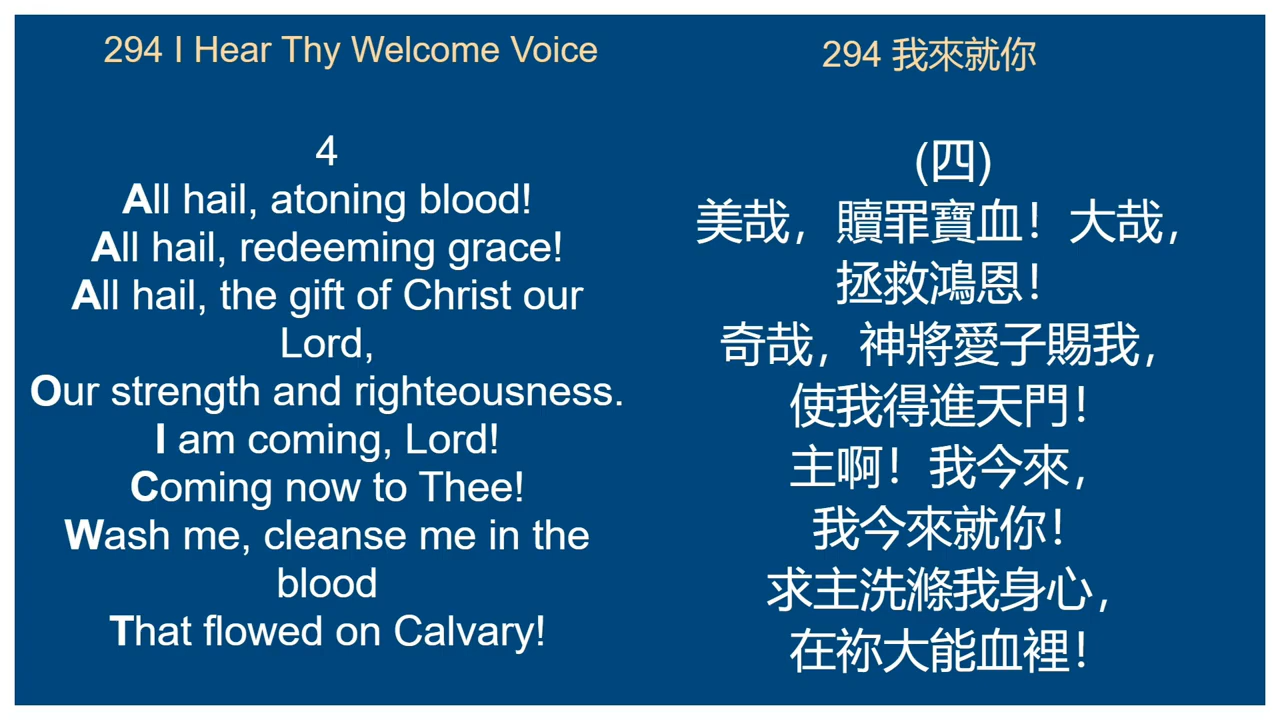 294 I Hear Thy Welcome Voice
4
All hail, atoning blood!
All hail, redeeming grace!
All hail, the gift of Christ our
Lord,
Our strength and righteousness.
I am coming, Lord!
Coming now to Thee!
Wash me, cleanse me in the
blood
That flowed on Calvary!
294 我來就你
(四)
美哉，贖罪寶血！大哉，
拯救鴻恩！
奇哉，神將愛子賜我，
使我得進天門！
主啊！我今來，
我今來就你！
求主洗滌我身心，
在祢大能血裡！